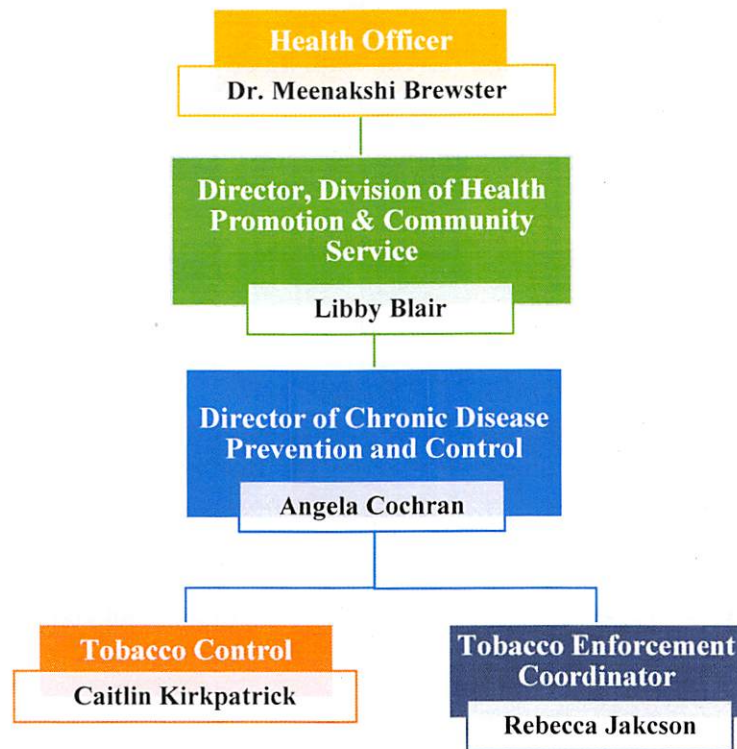 Health Officer
Dr. Meenakshi Brewster
Director, Division of Health
Promotion & Community
Service
Libby Blair
Director of Chronic Disease
Prevention and Control
Angela Cochran
Tobacco Control
Caitlin Kirkpatrick
Tobacco Enforcement
Coordinator
Rebecca Jakcson